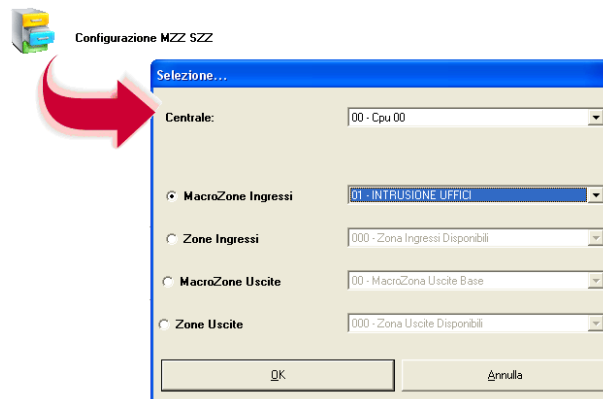 Configurazione MZZ SZZ
Selezione...
Centrale: 00 - Cpu 00
MacroZone Ingressi 01 - INTRUSIONE UFFICI
Zone Ingressi 000 - Zona Ingressi Disponibili
MacroZone Uscite 00 - MacroZona Uscite Base
Zone Uscite 000 - Zona Uscite Disponibili
OK Annulla